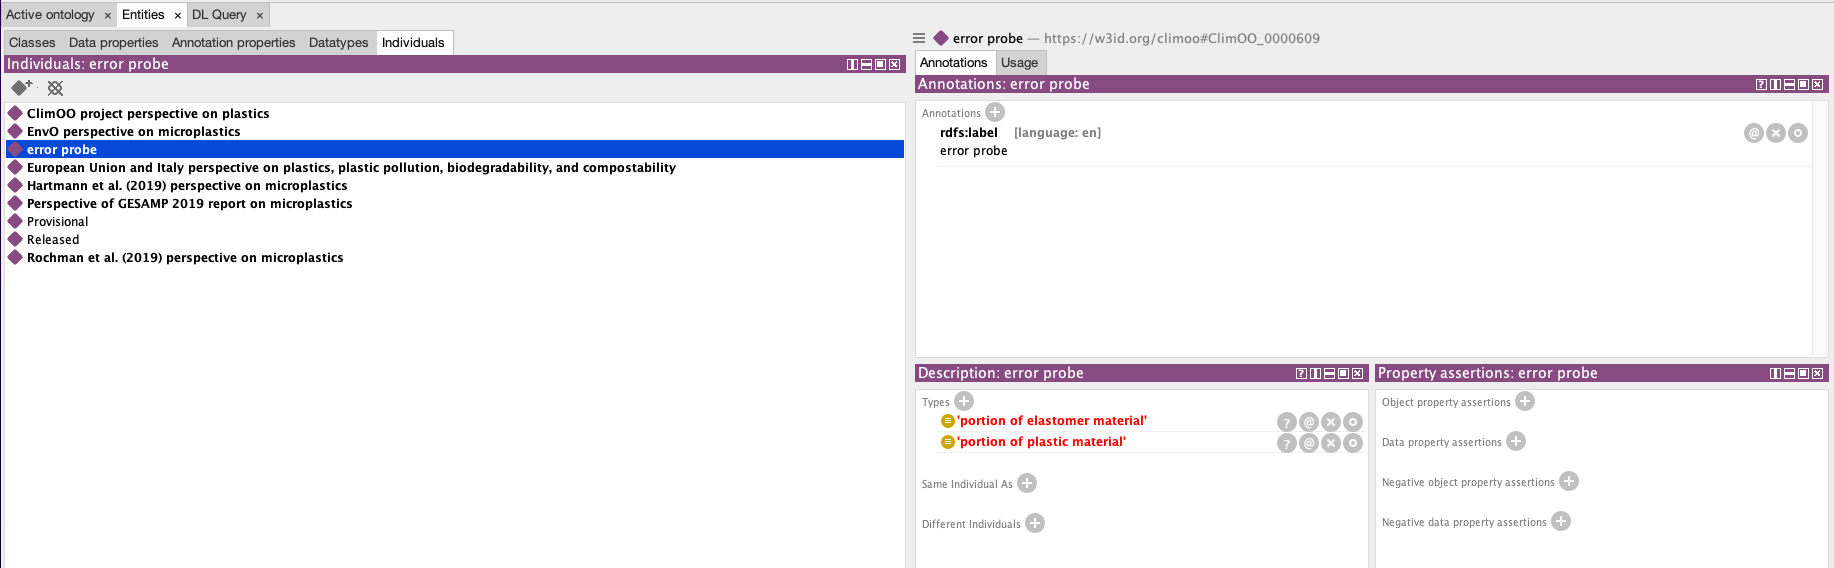 Active ontology × Entities × DL Query ×
Classes Data properties Annotation properties Datatypes Individuals
Individuals: error probe
ClimOO project perspective on plastics
EnvO perspective on microplastics
error probe
European Union and Italy perspective on plastics, plastic pollution, biodegradability, and compostability
Hartmann et al. (2019) perspective on microplastics
Perspective of GESAMP 2019 report on microplastics
Provisional
Released
Rochman et al. (2019) perspective on microplastics
error probe — https://w3id.org/climoo#ClimOO_0000609
Annotations Usage
Annotations: error probe
Annotations
rdfs:label [language: en]
error probe
Description: error probe
Types
'portion of elastomer material'
'portion of plastic material'
Same Individual As
Different Individuals
Property assertions: error probe
Object property assertions
Data property assertions
Negative object property assertions
Negative data property assertions